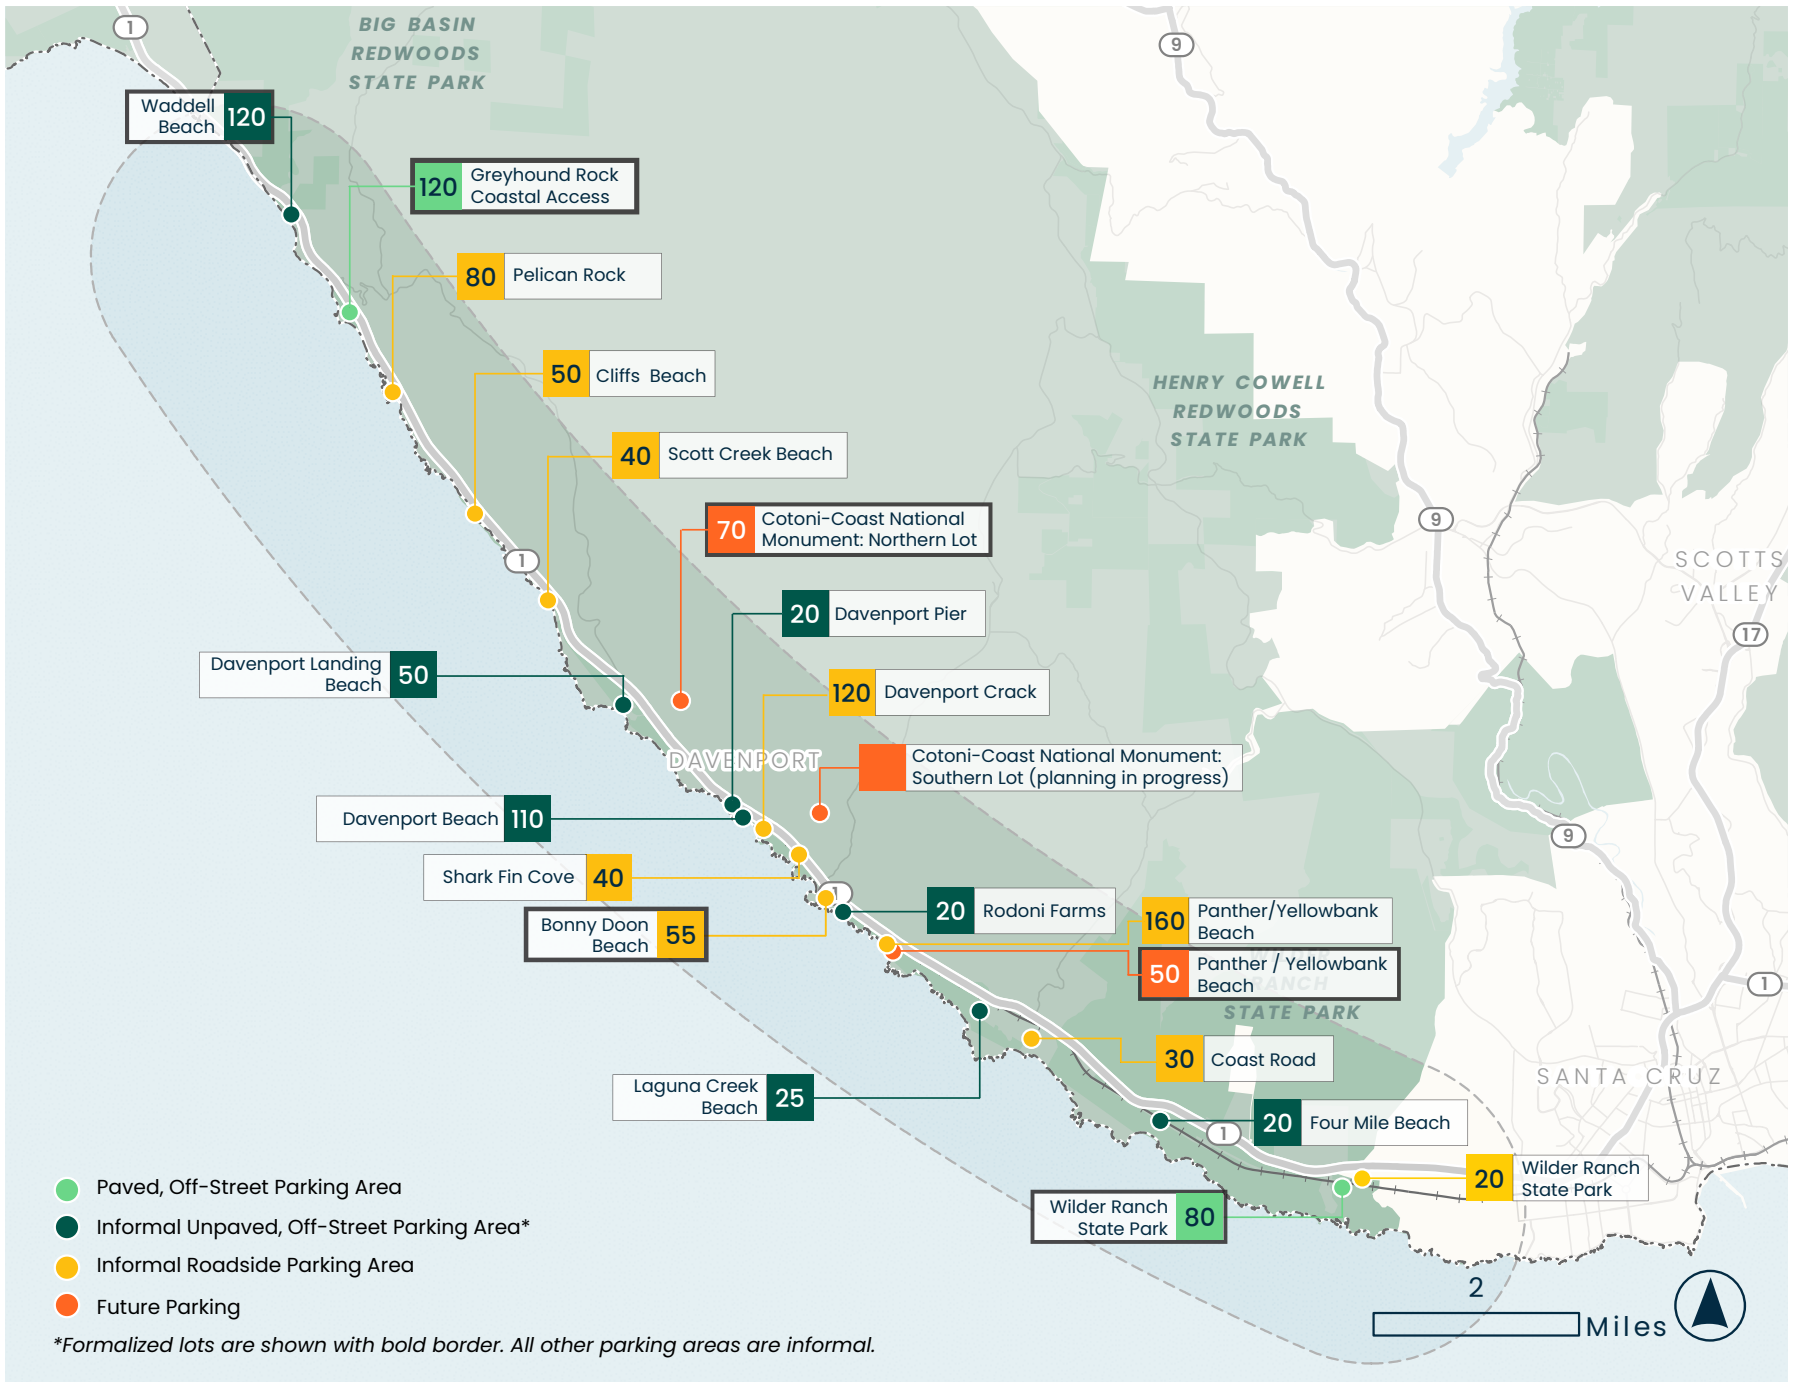 1
BIG BASIN
REDWOODS
STATE PARK
9
Waddell
Beach
120
120
Greyhound Rock
Coastal Access
80
Pelican Rock
50
Cliffs Beach
HENRY COWELL
REDWOODS
STATE PARK
40
Scott Creek Beach
70
Cotoni-Coast National
Monument: Northern Lot
9
1
SCOTTS
VALLEY
20
Davenport Pier
17
Davenport Landing
Beach
50
120
Davenport Crack
DAVENPORT
Cotoni-Coast National Monument:
Southern Lot (planning in progress)
Davenport Beach
110
9
Shark Fin Cove
40
1
20
Rodoni Farms
160
Panther/Yellowbank
Beach
Bonny Doon
Beach
55
50
Panther / Yellowbank
Beach
WILDER
RANCH
STATE PARK
1
30
Coast Road
SANTA CRUZ
Laguna Creek
Beach
25
20
Four Mile Beach
1
20
Wilder Ranch
State Park
Wilder Ranch
State Park
80
Paved, Off-Street Parking Area
Informal Unpaved, Off-Street Parking Area*
Informal Roadside Parking Area
Future Parking
*Formalized lots are shown with bold border. All other parking areas are informal.
2
Miles